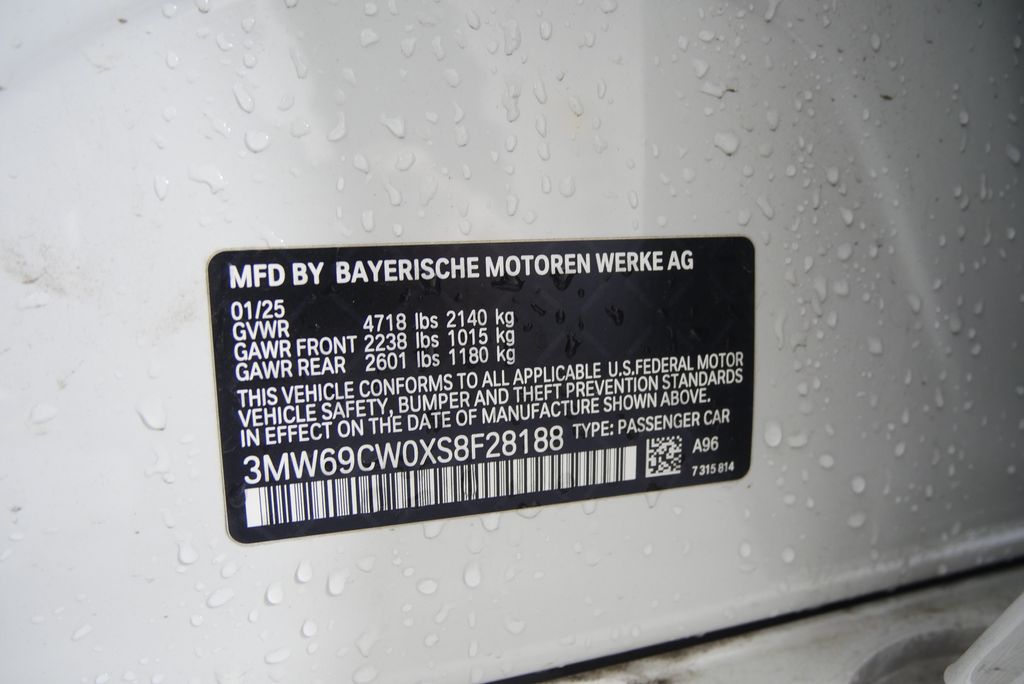 MFD BY BAYERISCHE MOTOREN WERKE AG
01/25
GVWR 4718 lbs 2140 kg
GAWR FRONT 2238 lbs 1015 kg
GAWR REAR 2601 lbs 1180 kg
THIS VEHICLE CONFORMS TO ALL APPLICABLE U.S.FEDERAL MOTOR
VEHICLE SAFETY, BUMPER AND THEFT PREVENTION STANDARDS
IN EFFECT ON THE DATE OF MANUFACTURE SHOWN ABOVE.
3MW69CW0XS8F28188 TYPE: PASSENGER CAR
A96
7 315 814